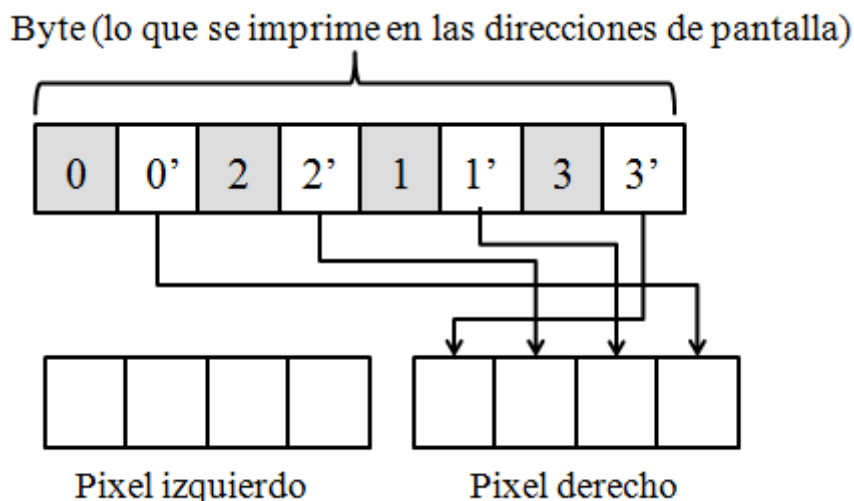 Byte (lo que se imprime en las direcciones de pantalla)
0 0’ 2 2’ 1 1’ 3 3’
Pixel izquierdo Pixel derecho